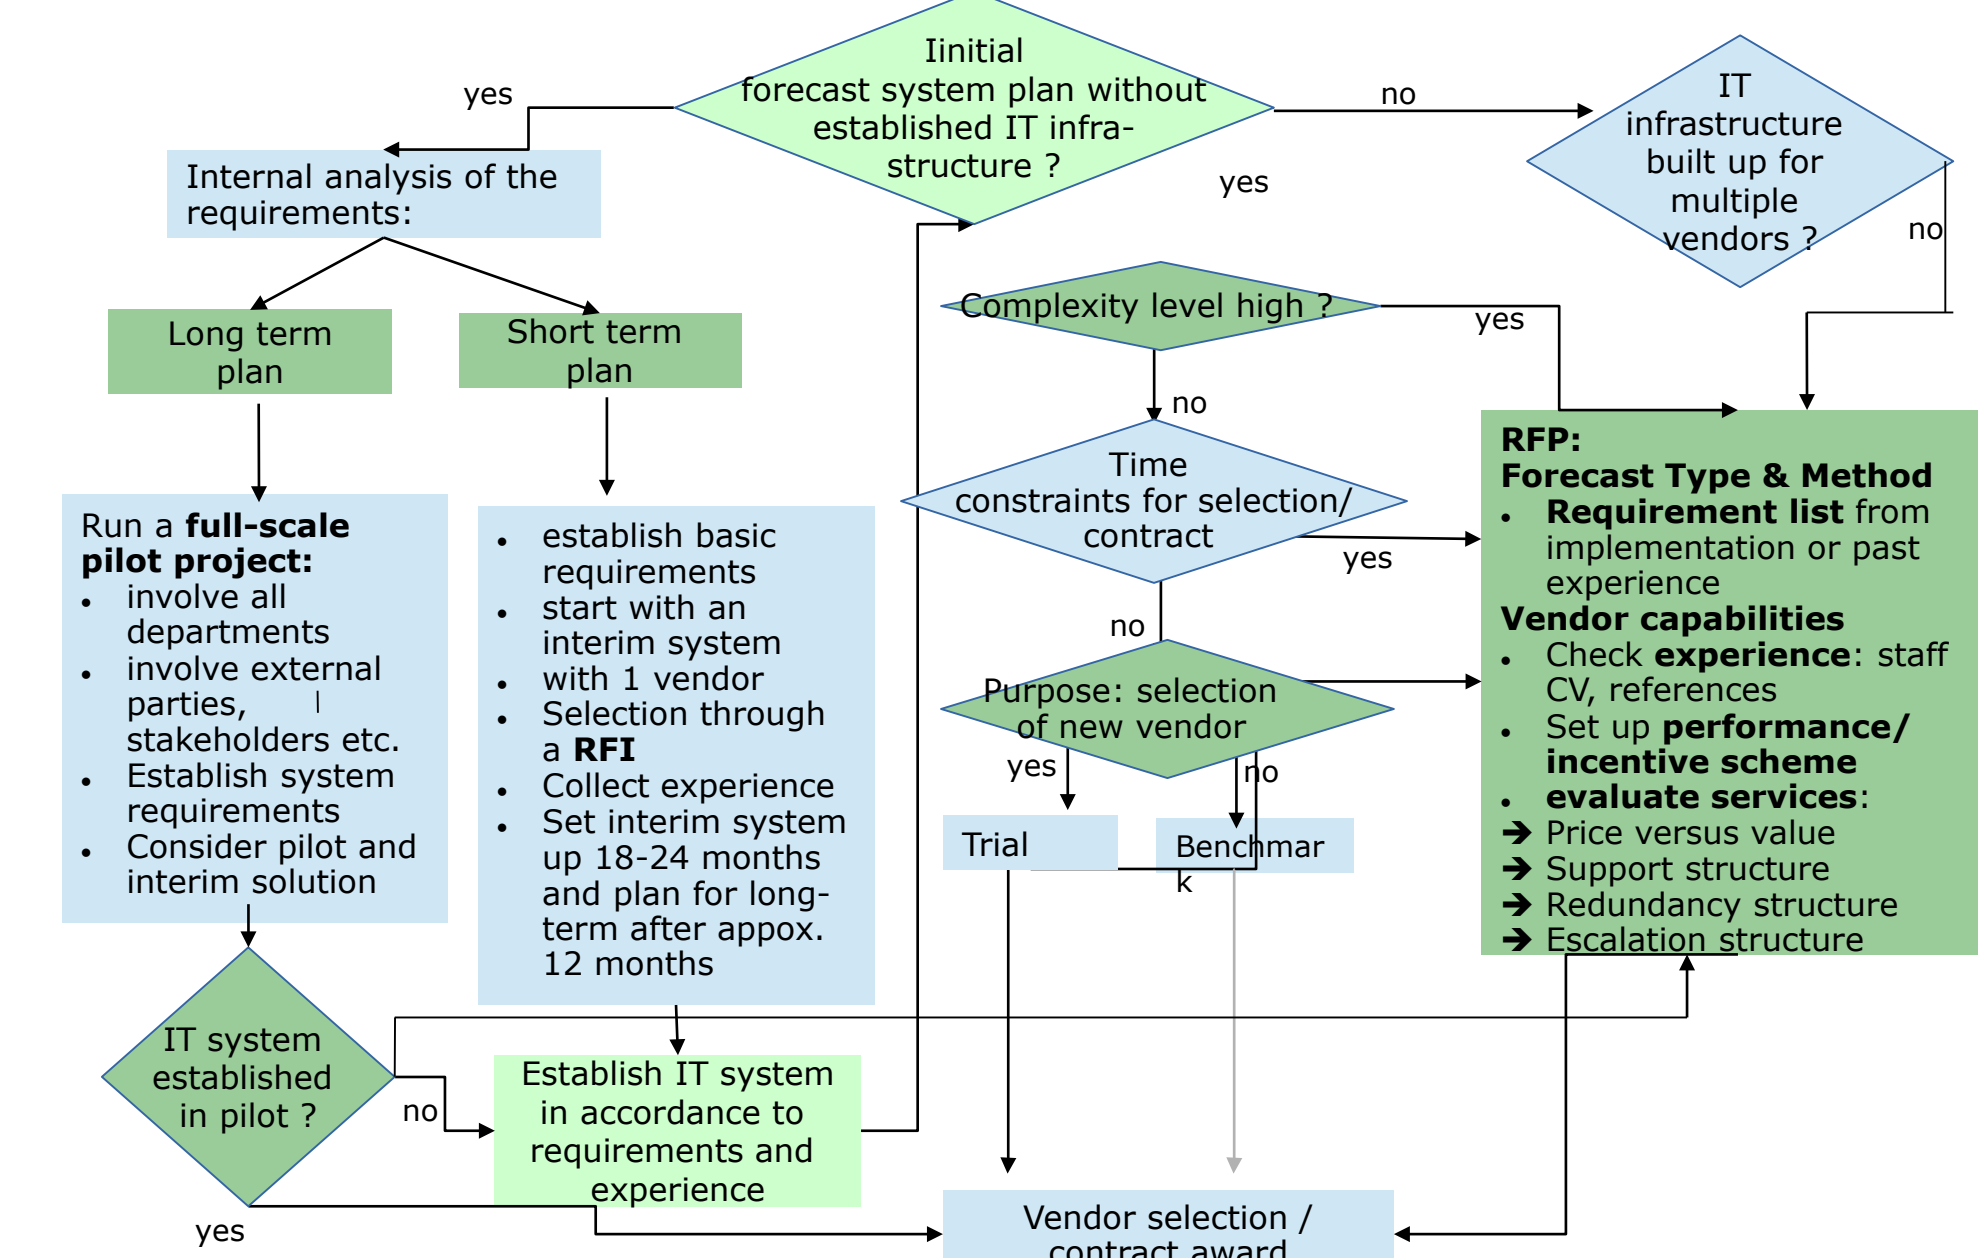 Iinitial
forecast system plan without
established IT infra-
structure ?
yes
no
IT
infrastructure
built up for
multiple
vendors ?
no
yes
Internal analysis of the
requirements:
Long term
plan
Short term
plan
Complexity level high ?
yes
no
Time
constraints for selection/
contract
yes
no
Purpose: selection
of new vendor
yes
no
Trial
Benchmar
k
Run a full-scale
pilot project:
• involve all
departments
• involve external
parties,
stakeholders etc.
• Establish system
requirements
• Consider pilot and
interim solution
• establish basic
requirements
• start with an
interim system
• with 1 vendor
• Selection through
a RFI
• Collect experience
• Set interim system
up 18-24 months
and plan for long-
term after appox.
12 months
RFP:
Forecast Type & Method
• Requirement list from
implementation or past
experience
Vendor capabilities
• Check experience: staff
CV, references
• Set up performance/
incentive scheme
• evaluate services:
➔ Price versus value
➔ Support structure
➔ Redundancy structure
➔ Escalation structure
IT system
established
in pilot ?
no
yes
Establish IT system
in accordance to
requirements and
experience
Vendor selection /
contract award